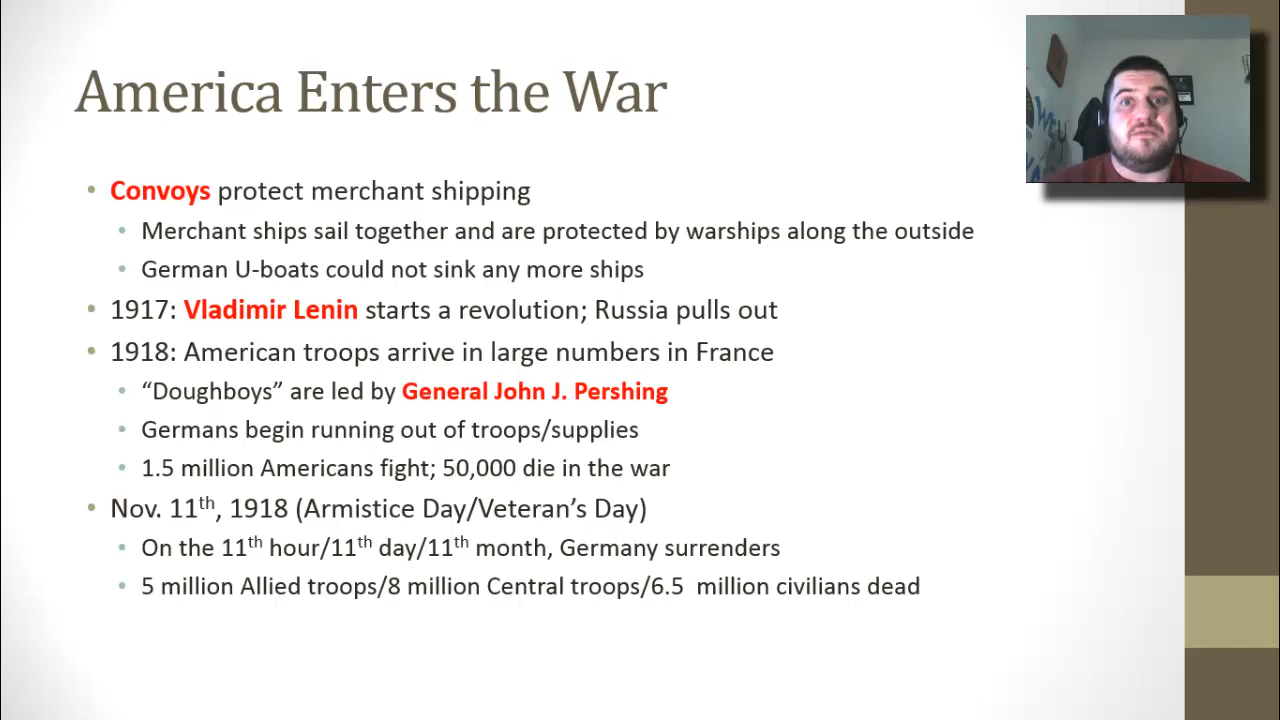 America Enters the War
• Convoys protect merchant shipping
• Merchant ships sail together and are protected by warships along the outside
• German U-boats could not sink any more ships
• 1917: Vladimir Lenin starts a revolution; Russia pulls out
• 1918: American troops arrive in large numbers in France
• “Doughboys” are led by General John J. Pershing
• Germans begin running out of troops/supplies
• 1.5 million Americans fight; 50,000 die in the war
• Nov. 11th, 1918 (Armistice Day/Veteran’s Day)
• On the 11th hour/11th day/11th month, Germany surrenders
• 5 million Allied troops/8 million Central troops/6.5  million civilians dead